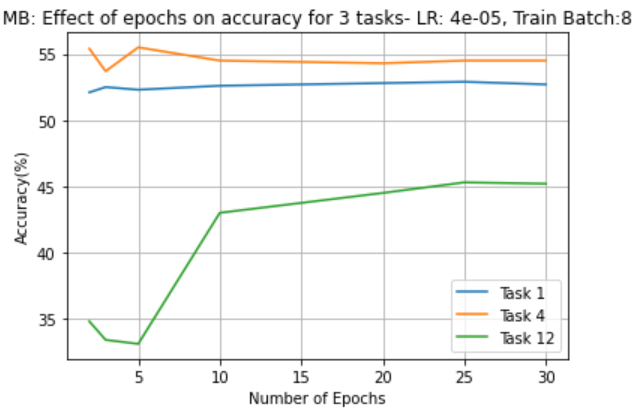 MB: Effect of epochs on accuracy for 3 tasks- LR: 4e-05, Train Batch:8
55
50
45
40
35
Accuracy(%)
Task 1
Task 4
Task 12
5 10 15 20 25 30
Number of Epochs